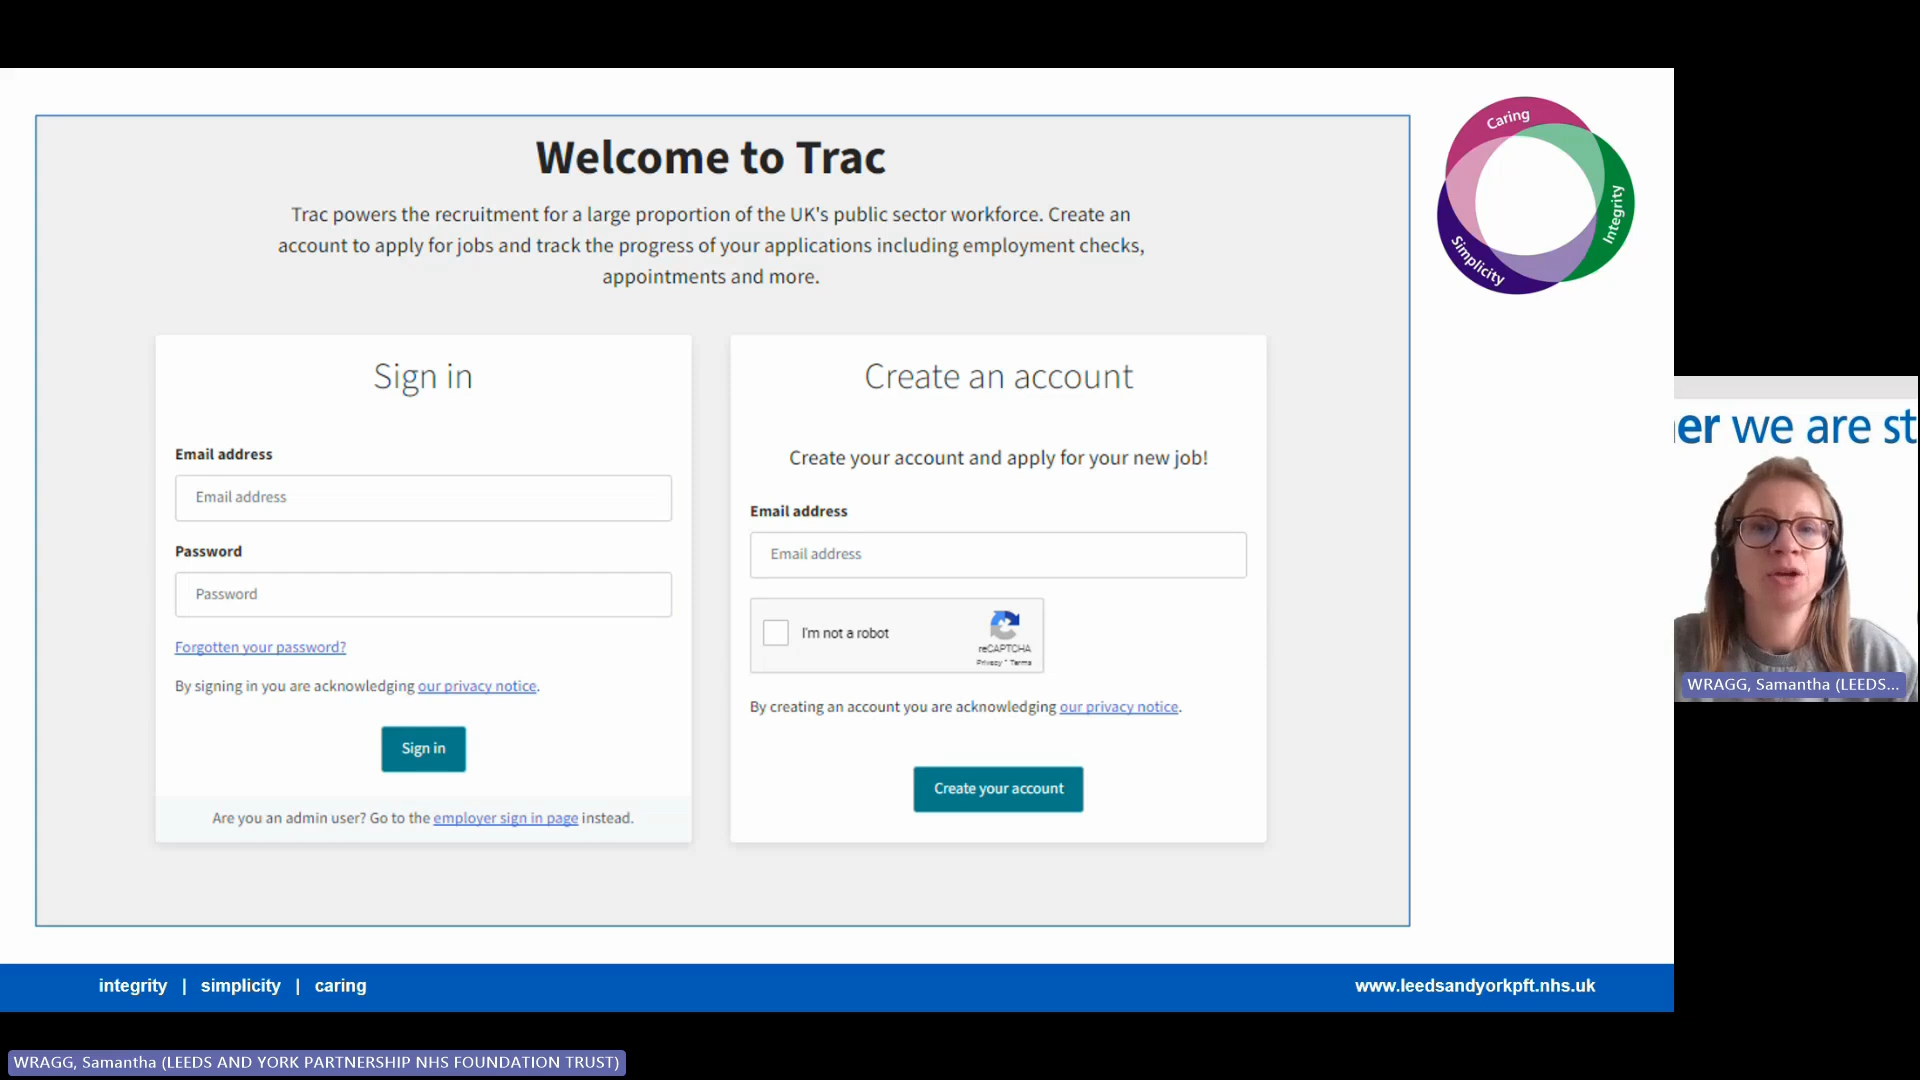 Welcome to Trac
Trac powers the recruitment for a large proportion of the UK's public sector workforce. Create an
account to apply for jobs and track the progress of your applications including employment checks,
appointments and more.
Caring
Integrity
Simplicity
Sign in
Email address
Email address
Password
Password
Forgotten your password?
By signing in you are acknowledging our privacy notice.
Sign in
Are you an admin user? Go to the employer sign in page instead.
Create an account
Create your account and apply for your new job!
Email address
Email address
I'm not a robot
reCAPTCHA
Privacy • Terms
By creating an account you are acknowledging our privacy notice.
Create your account
we are
WRAGG, Samantha (LEEDS...
integrity | simplicity | caring
www.leedsandyorkpft.nhs.uk
WRAGG, Samantha (LEEDS AND YORK PARTNERSHIP NHS FOUNDATION TRUST)